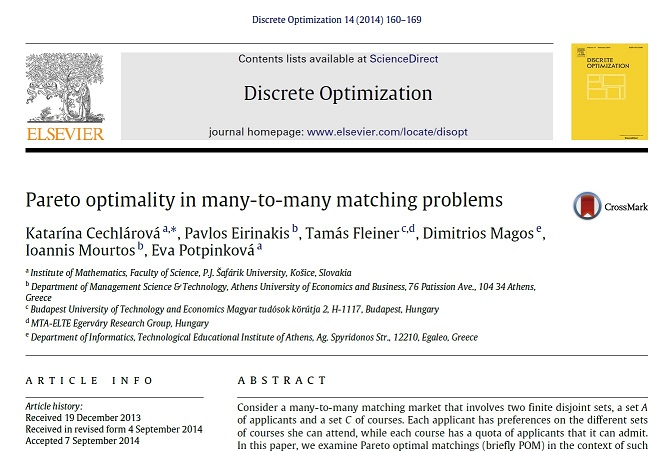 Discrete Optimization 14 (2014) 160–169
Contents lists available at ScienceDirect
Discrete Optimization
journal homepage: www.elsevier.com/locate/disopt
ELSEVIER
DISCRETE
OPTIMIZATION
Pareto optimality in many-to-many matching problems
CrossMark
Katarína Cechlárová a,*, Pavlos Eirinakis b, Tamás Fleiner c,d, Dimitrios Magos e,
Ioannis Mourtos b, Eva Potpinková a
a Institute of Mathematics, Faculty of Science, P.J. Šafárik University, Košice, Slovakia
b Department of Management Science & Technology, Athens University of Economics and Business, 76 Patission Ave., 104 34 Athens,
Greece
c Budapest University of Technology and Economics Magyar tudósok körútja 2, H-1117, Budapest, Hungary
d MTA-ELTE Egerváry Research Group, Hungary
e Department of Informatics, Technological Educational Institute of Athens, Ag. Spyridonos Str., 12210, Egaleo, Greece
ARTICLE INFO
Article history:
Received 19 December 2013
Received in revised form 4 September 2014
Accepted 7 September 2014
ABSTRACT
Consider a many-to-many matching market that involves two finite disjoint sets, a set A
of applicants and a set C of courses. Each applicant has preferences on the different sets
of courses she can attend, while each course has a quota of applicants that it can admit.
In this paper, we examine Pareto optimal matchings (briefly POM) in the context of such